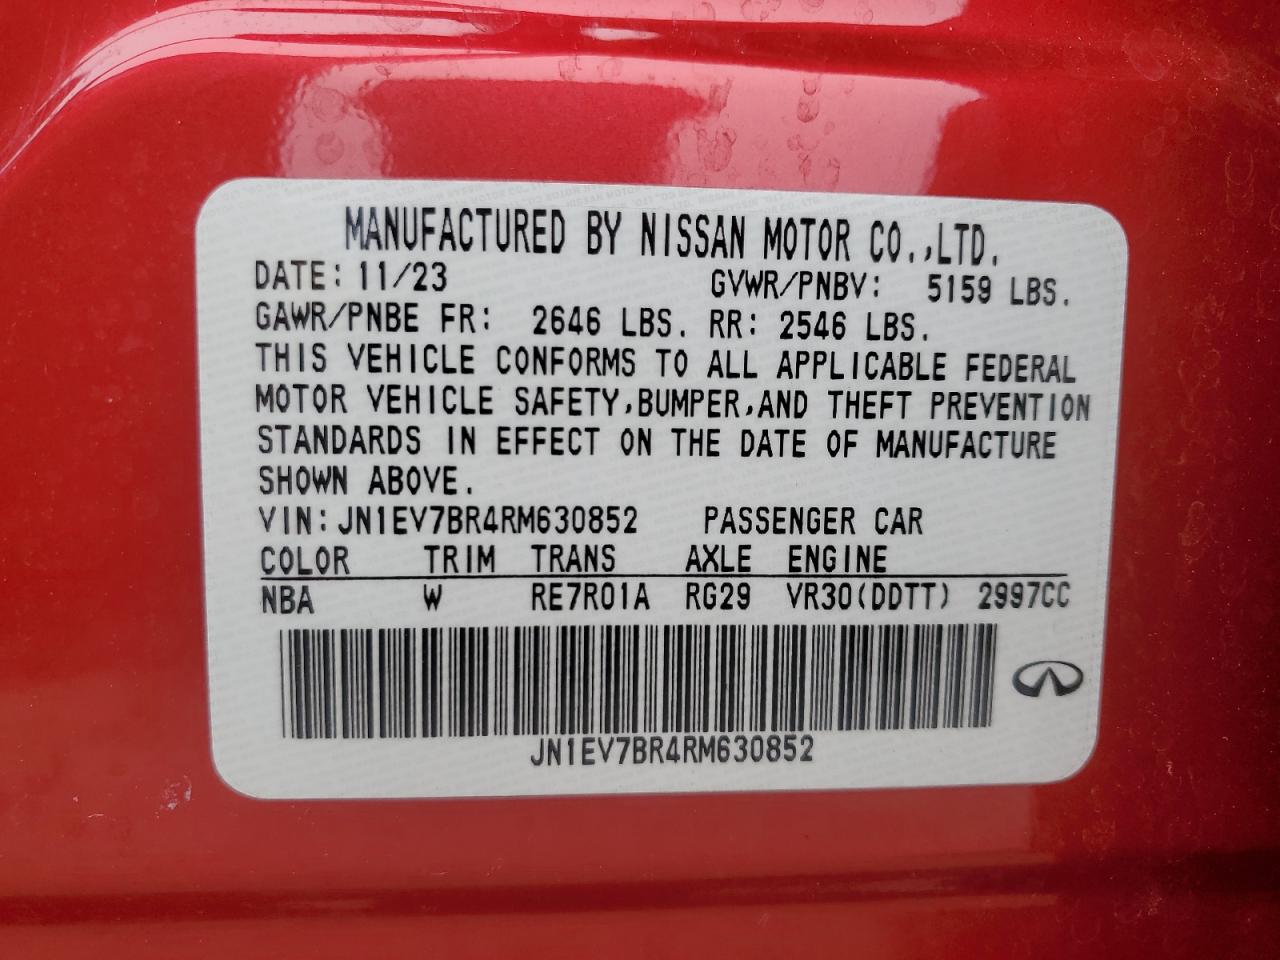 MANUFACTURED BY NISSAN MOTOR CO.,LTD.
DATE: 11/23 GVWR/PNBV: 5159 LBS.
GAWR/PNBE FR: 2646 LBS. RR: 2546 LBS.
THIS VEHICLE CONFORMS TO ALL APPLICABLE FEDERAL
MOTOR VEHICLE SAFETY,BUMPER,AND THEFT PREVENTION
STANDARDS IN EFFECT ON THE DATE OF MANUFACTURE
SHOWN ABOVE.
VIN: JN1EV7BR4RM630852 PASSENGER CAR
COLOR TRIM TRANS AXLE ENGINE
NBA W RE7R01A RG29 VR30(DDTT) 2997CC
JN1EV7BR4RM630852